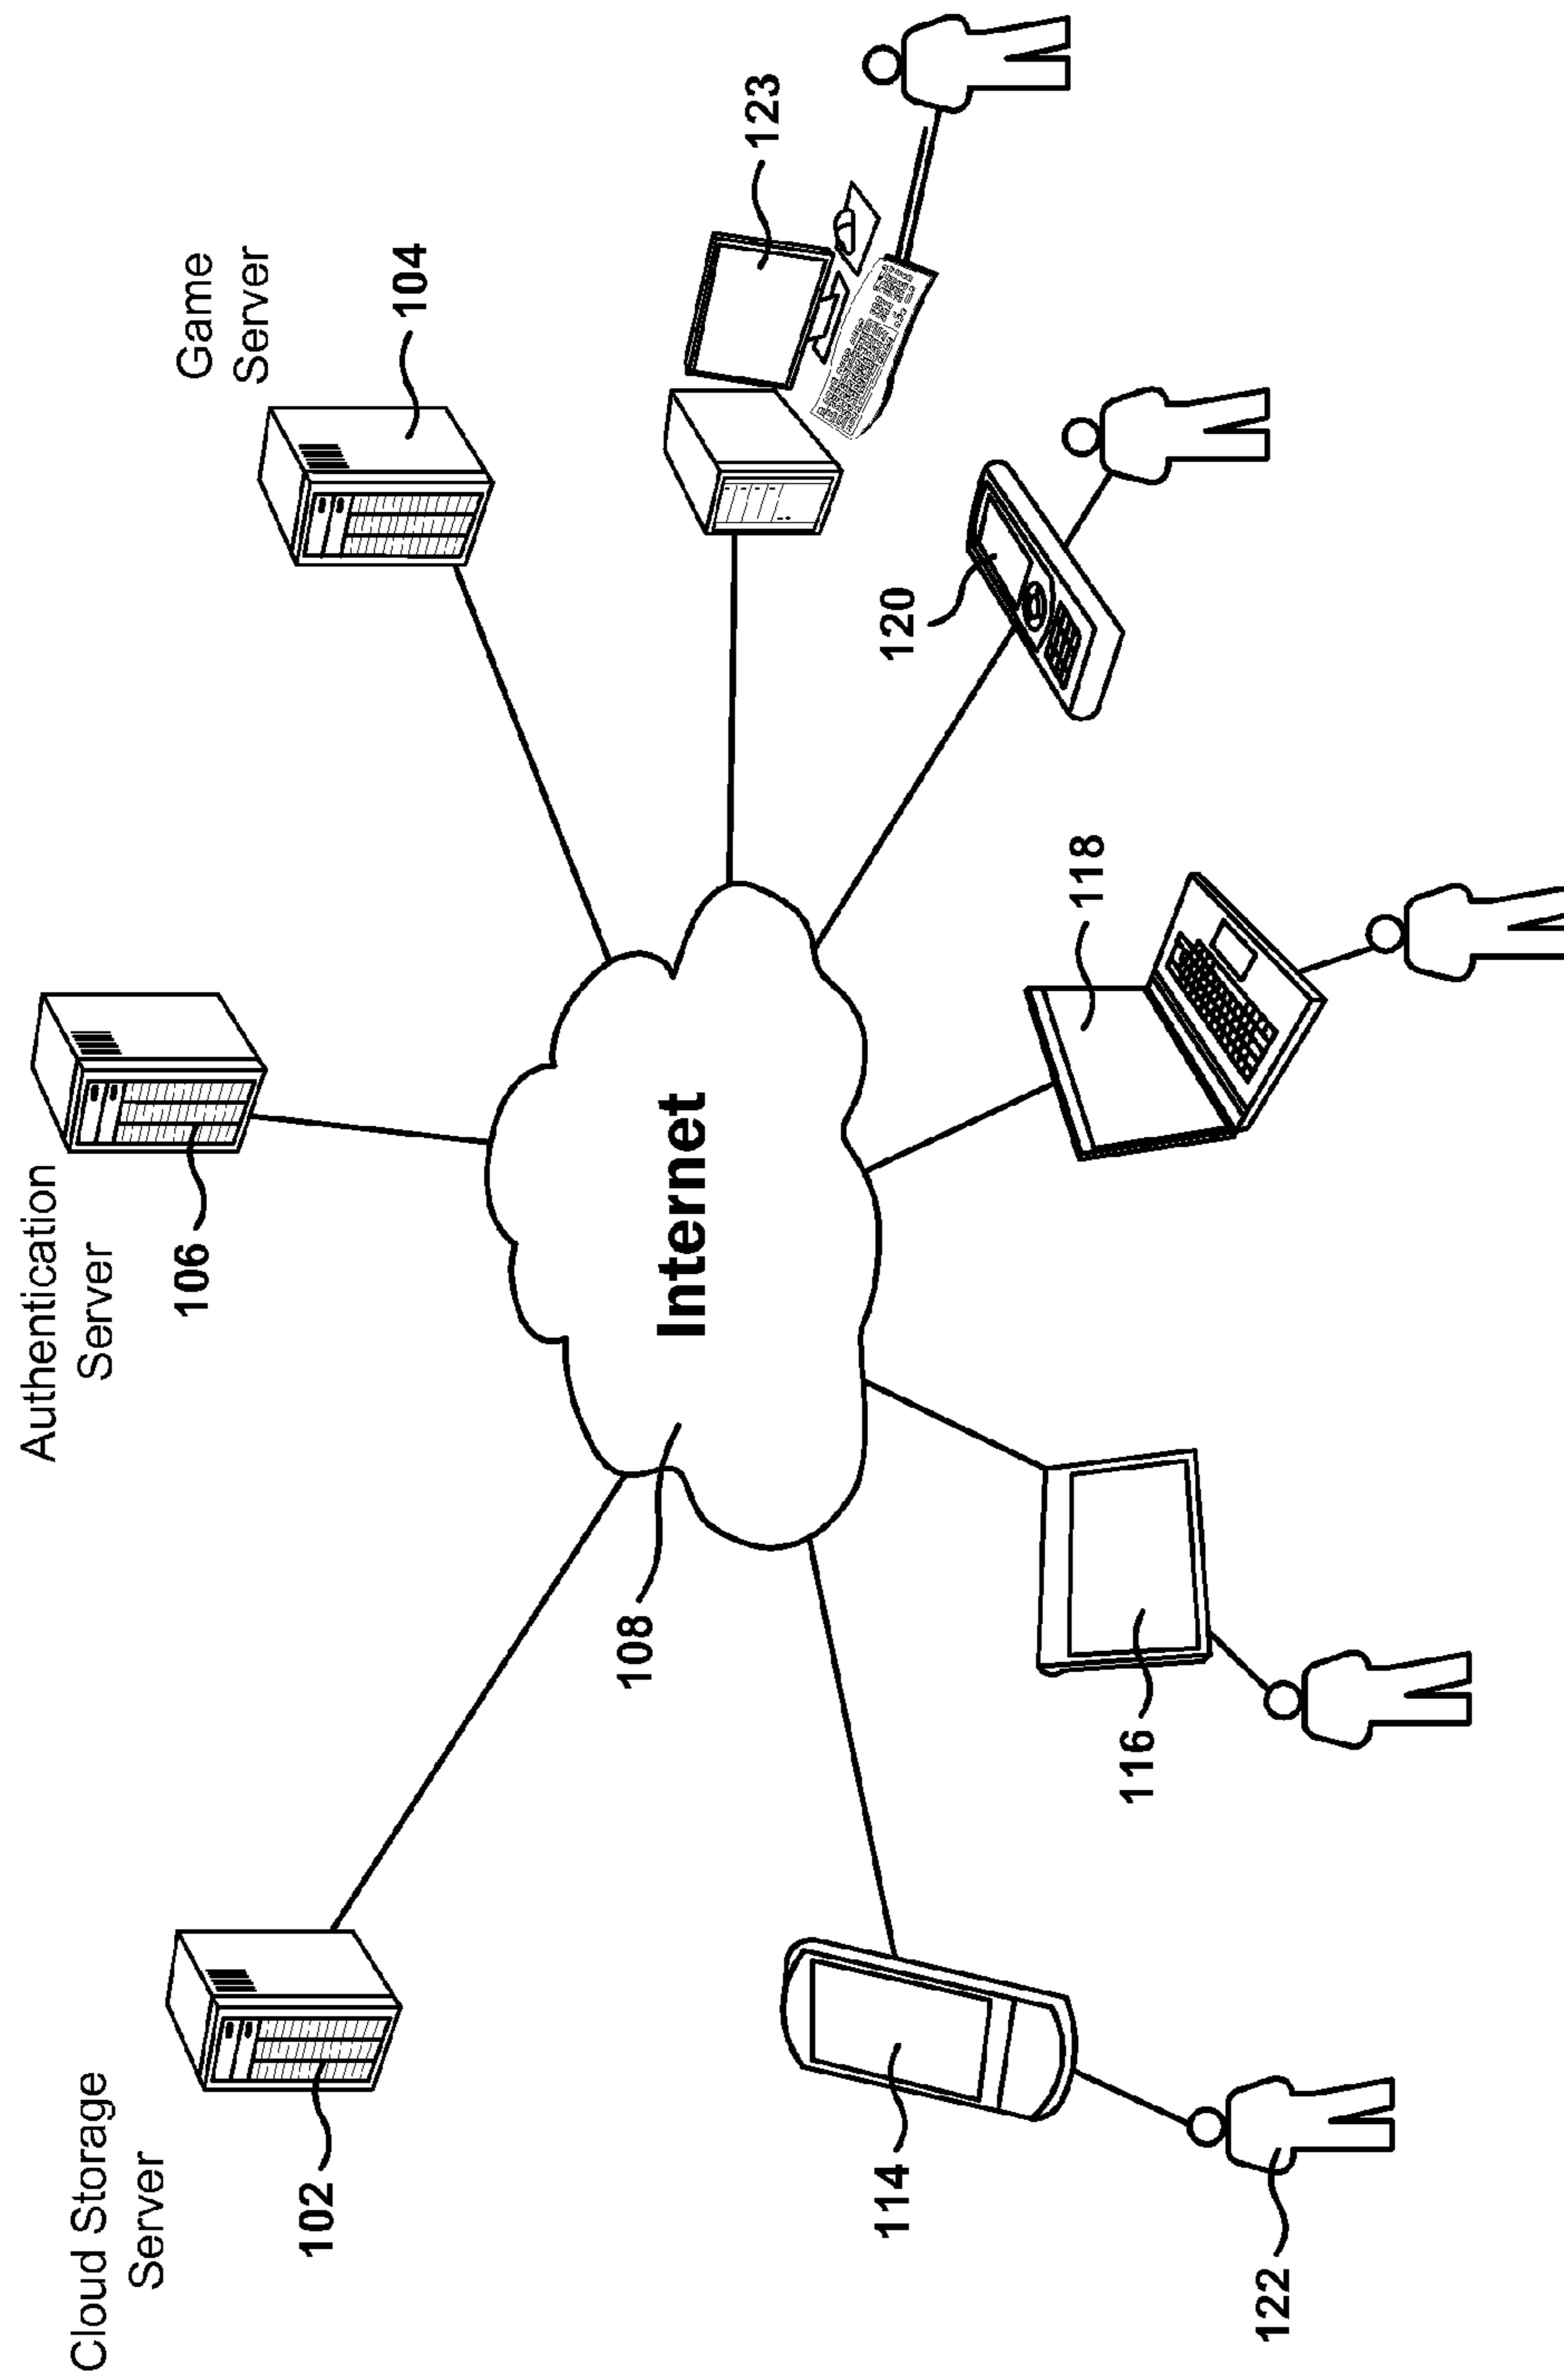 Cloud Storage
Server
102
Authentication
Server
106
Game
Server
104
Internet
108
123
120
118
116
114
122